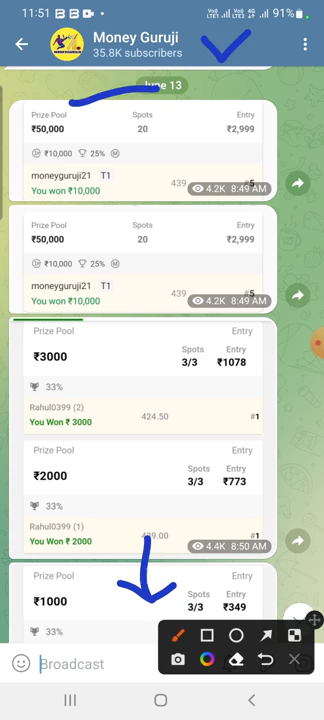 11:51
91%
Money Guruji
35.8K subscribers
June 13
Prize Pool Spots Entry
₹50,000 20 ₹2,999
₹10,000 25% M
moneyguruji21 T1 439 #5
You won ₹10,000
4.2K 8:49 AM
Prize Pool Spots Entry
₹50,000 20 ₹2,999
₹10,000 25% M
moneyguruji21 T1 439 #5
You won ₹10,000
4.2K 8:49 AM
Prize Pool Entry
₹3000 Spots 3/3 ₹1078
33%
Rahul0399 (2) 424.50 #1
You Won ₹ 3000
Prize Pool Entry
₹2000 Spots 3/3 Entry ₹773
33%
Rahul0399 (1) #1
You Won ₹ 2000
4.4K 8:50 AM
Prize Pool Entry
₹1000 Spots 3/3 Entry ₹349
33%
Broadcast